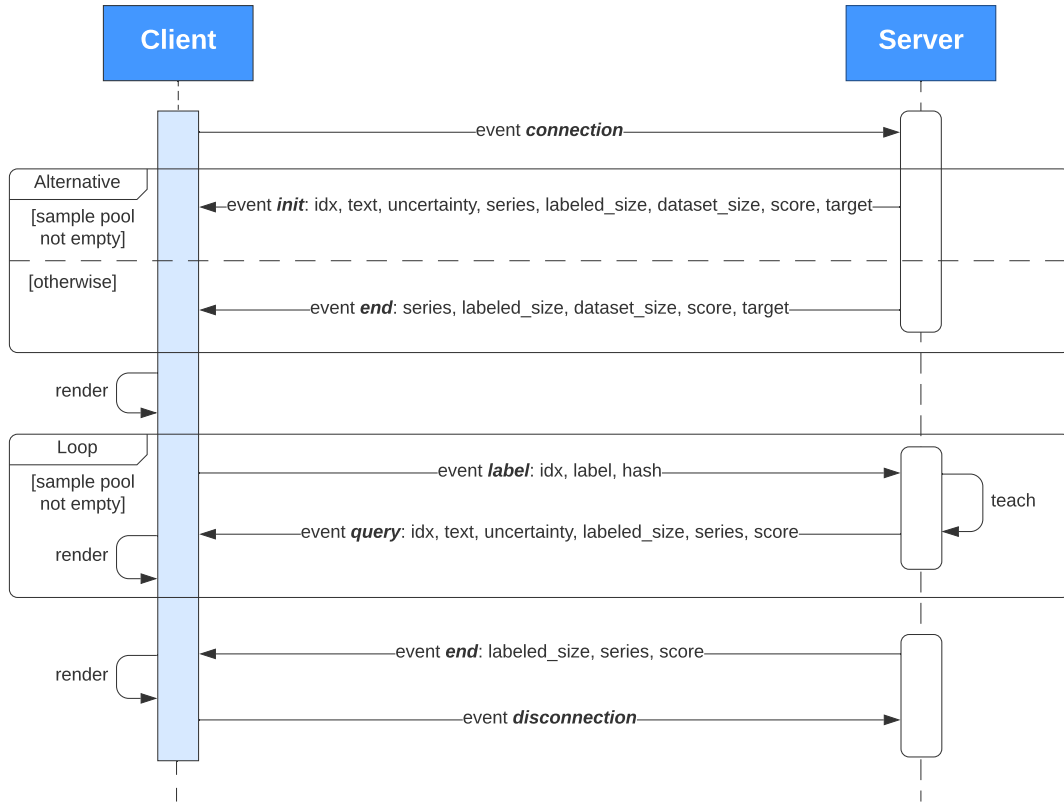 Client
Server
event connection
Alternative
[sample pool
not empty]
event init: idx, text, uncertainty, series, labeled_size, dataset_size, score, target
[otherwise]
event end: series, labeled_size, dataset_size, score, target
render
Loop
[sample pool
not empty]
event label: idx, label, hash
teach
event query: idx, text, uncertainty, labeled_size, series, score
render
event end: labeled_size, series, score
render
event disconnection